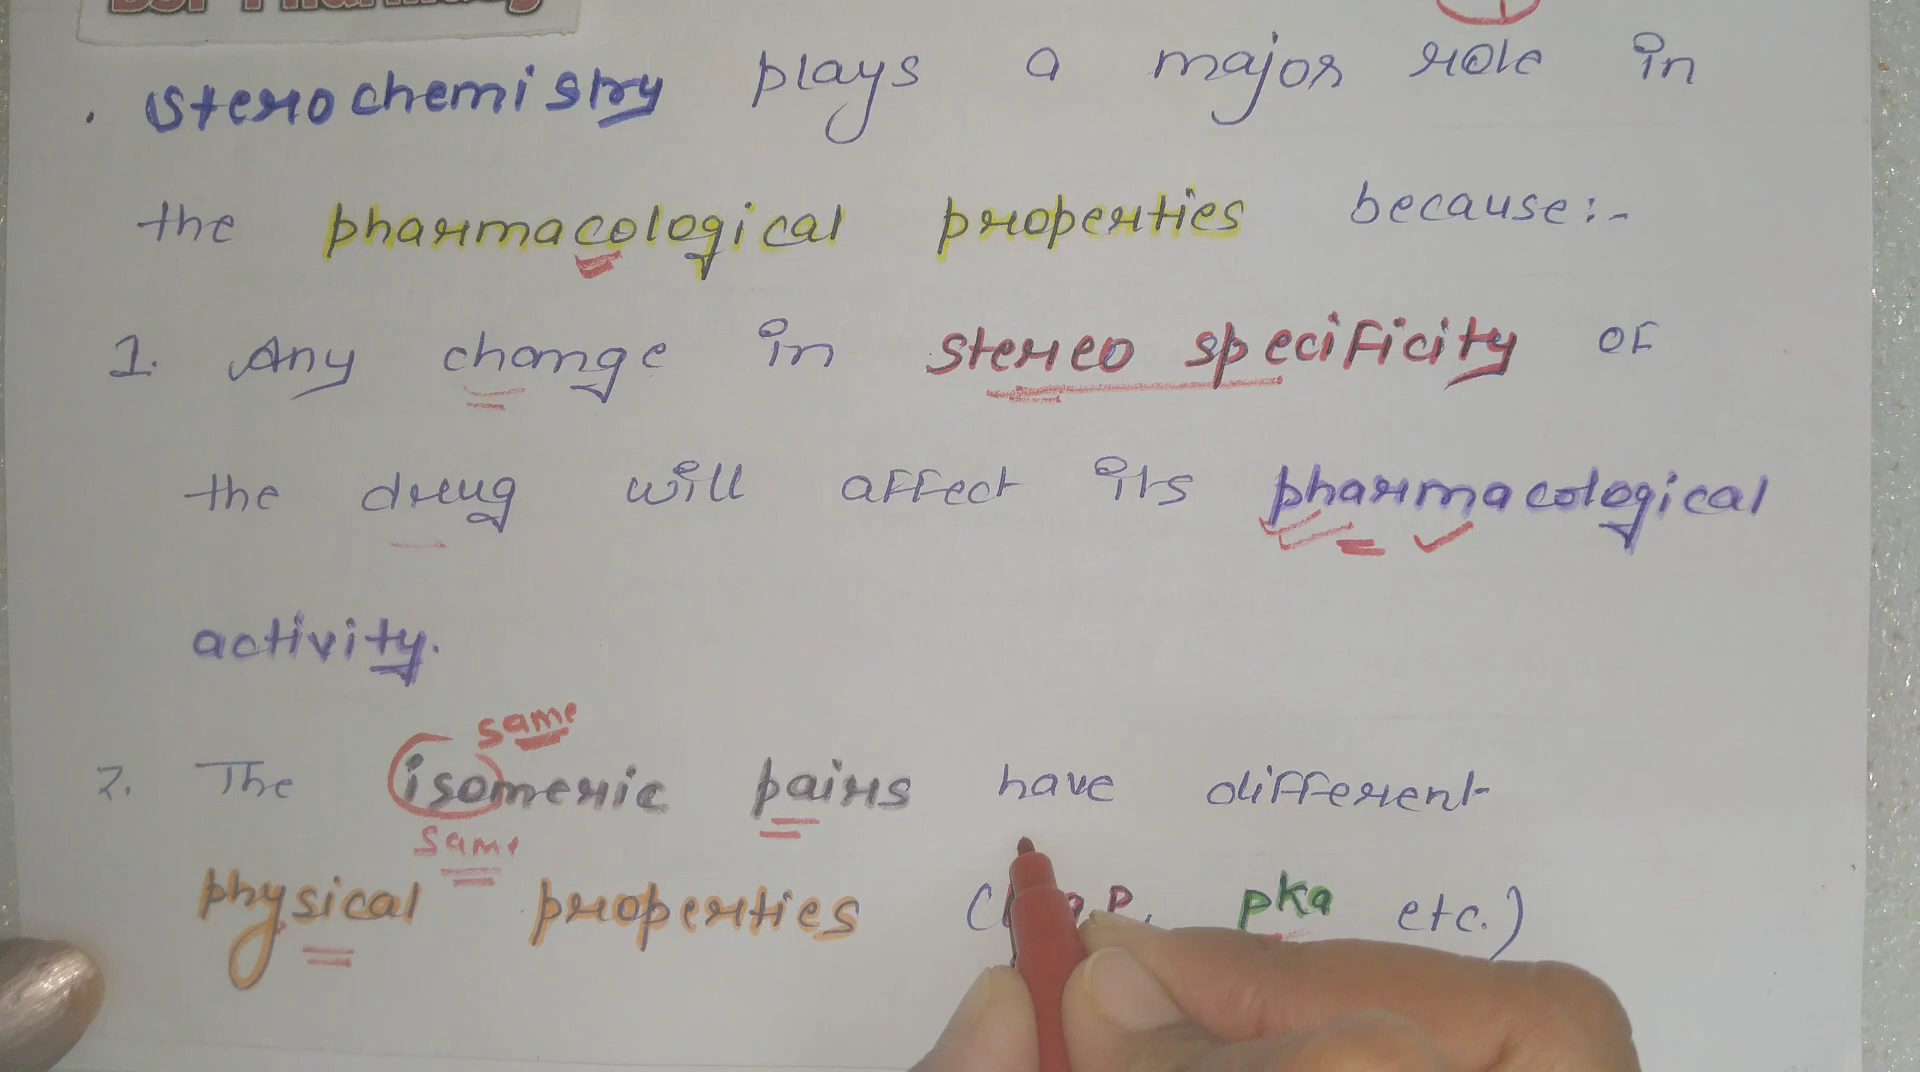 . Sterochemistry plays a major role in
the pharmacological properties because:-
1. Any change in stereo specificity of
the drug will affect its pharmacological
activity.
same
2. The isomeric pairs have different
same
physical properties ( pka etc.)